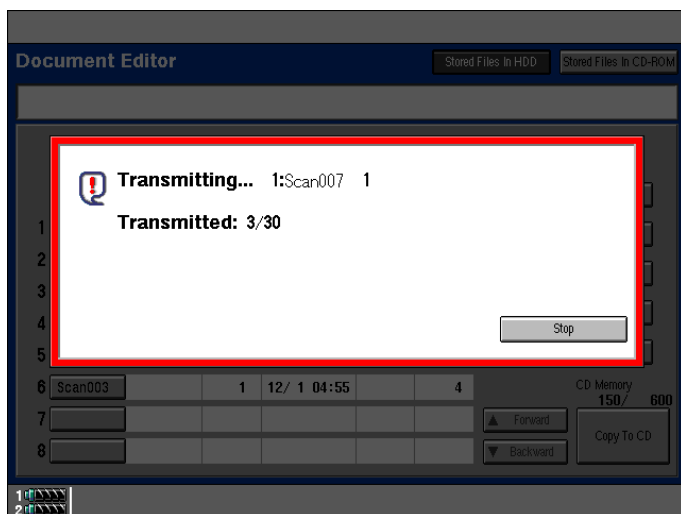 Document Editor Stored Files In HDD Stored Files In CD-ROM
Transmitting... 1:Scan007 1
Transmitted: 3/30
Stop
1
2
3
4
5
6 Scan003 1 12/ 1 04:55 4
CD Memory
150/ 600
7 Forward
Copy To CD
8 Backward
1
2